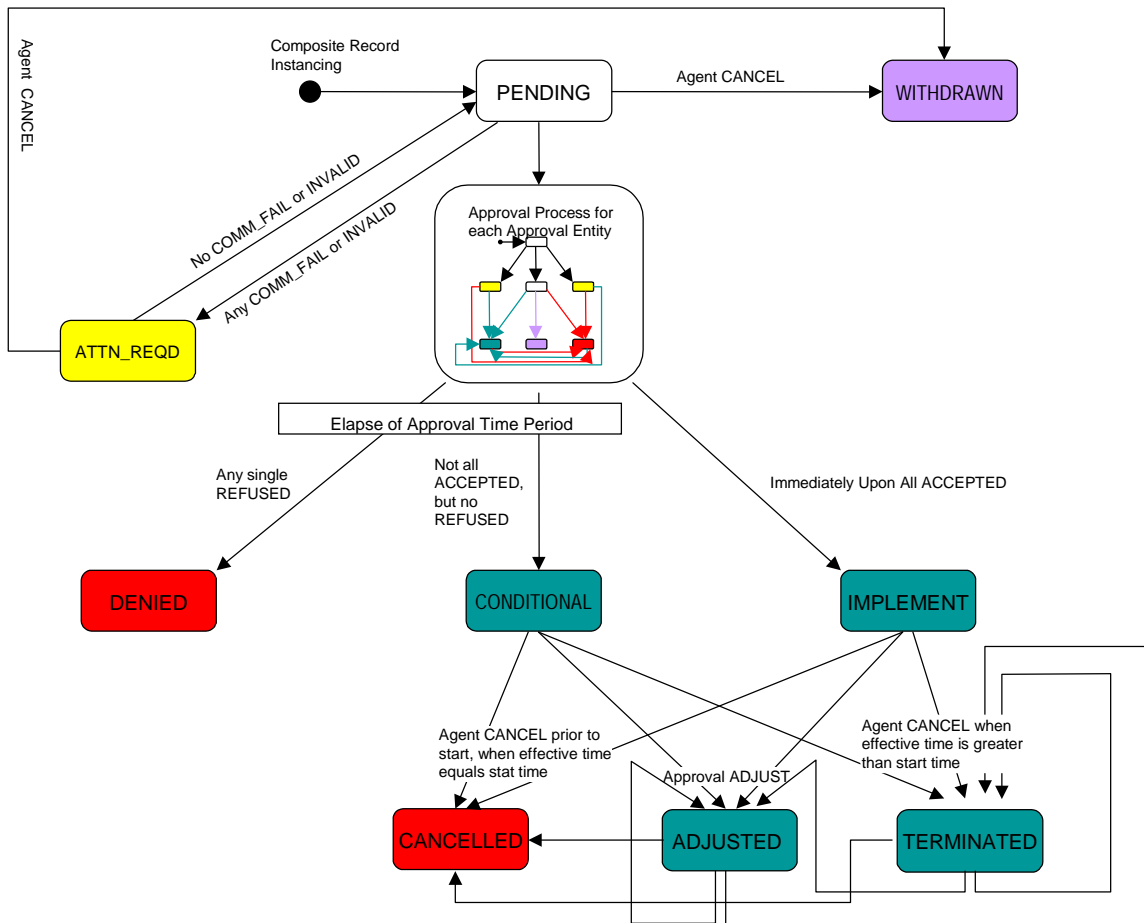 Agent CANCEL
Composite Record
Instancing
PENDING
Agent CANCEL
WITHDRAWN
No COMM_FAIL or INVALID
Any COMM_FAIL or INVALID
Approval Process for
each Approval Entity
ATTN_REQD
Elapse of Approval Time Period
Any single
REFUSED
Not all
ACCEPTED,
but no
REFUSED
Immediately Upon All ACCEPTED
DENIED
CONDITIONAL
IMPLEMENT
Agent CANCEL prior to
start, when effective time
equals stat time
Approval ADJUST
Agent CANCEL when
effective time is greater
than start time
CANCELLED
ADJUSTED
TERMINATED